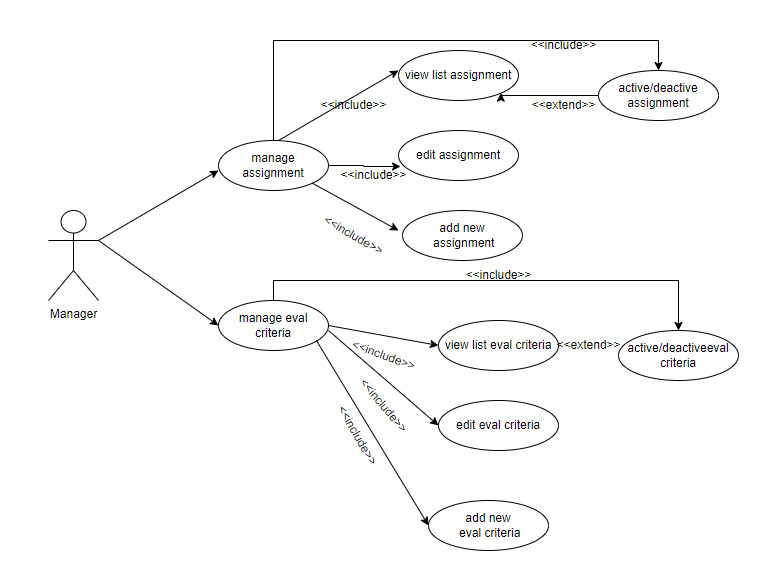 <<include>>
view list assignment
active/deactive
assignment
<<include>>
<<extend>>
manage
assignment
edit assignment
<<include>>
<<include>>
add new
assignment
Manager
<<include>>
manage eval
criteria
view list eval criteria
<<extend>>
active/deactiveeval
criteria
<<include>>
<<include>>
edit eval criteria
<<include>>
add new
eval criteria